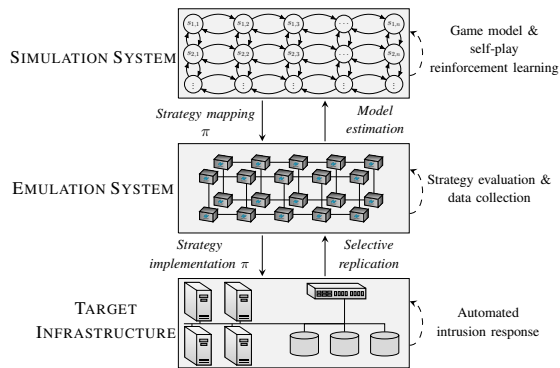 s1,1 s1,2 s1,3 ... s1,n
s2,1 s2,2 s2,3 ... s2,n
⋮ ⋮ ⋮ ⋮ ⋮
SIMULATION SYSTEM
Game model &
self-play
reinforcement learning
Strategy mapping
π
Model
estimation
EMULATION SYSTEM
Strategy evaluation &
data collection
Strategy
implementation π
Selective
replication
TARGET
INFRASTRUCTURE
Automated
intrusion response